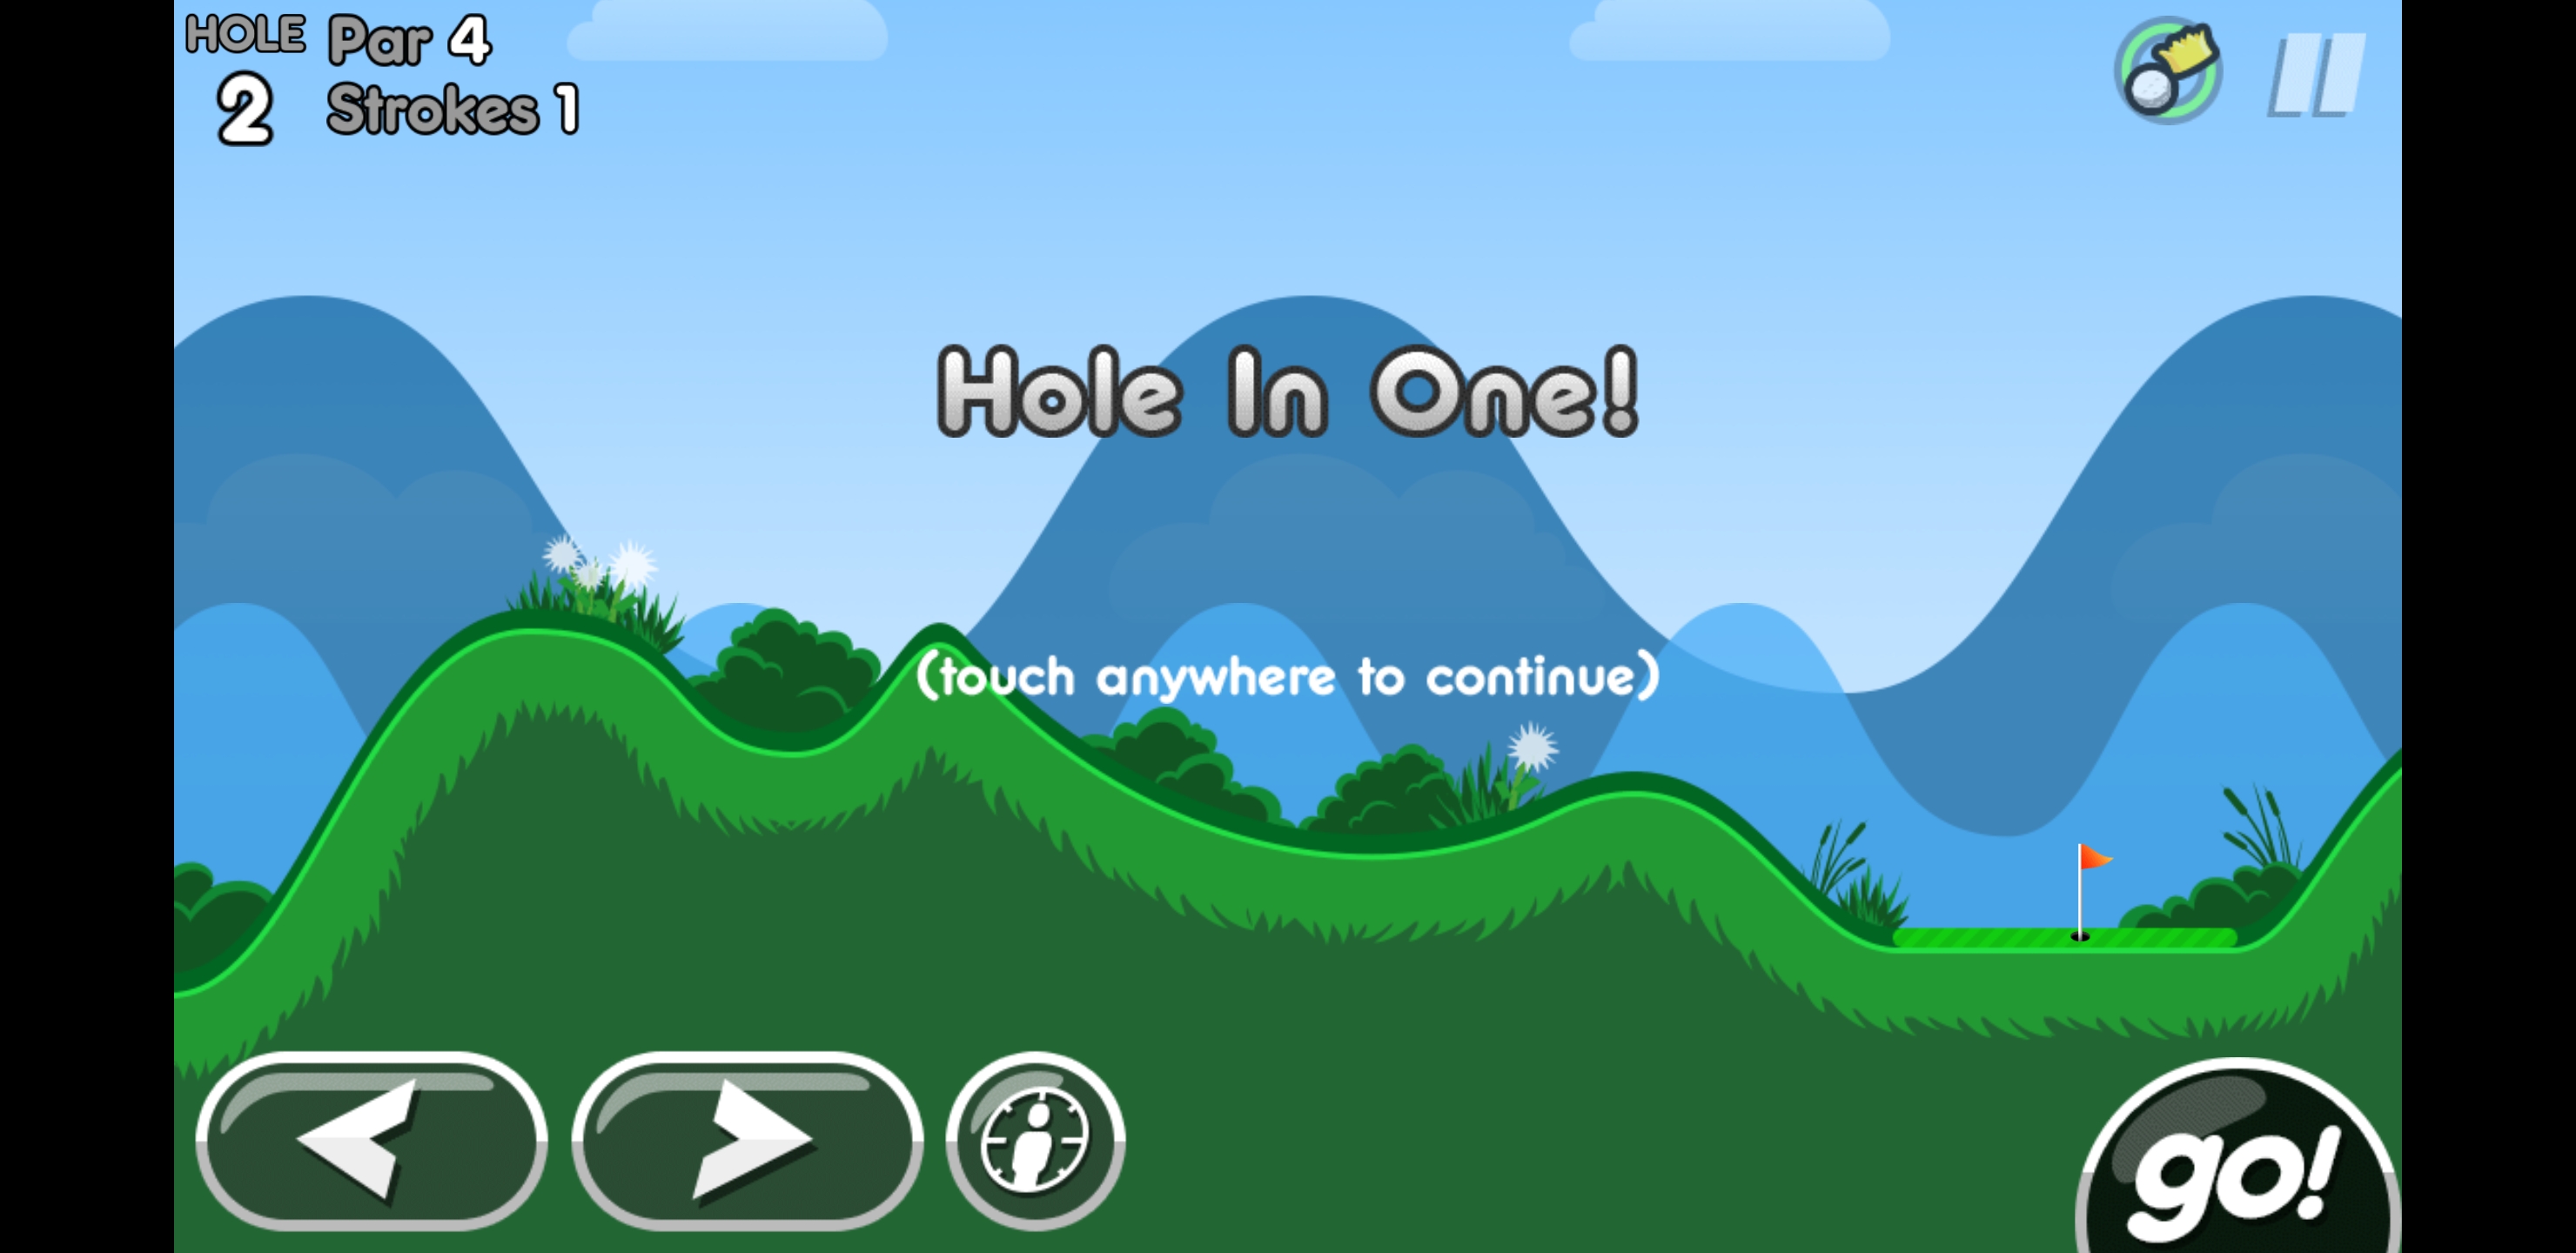 HOLE Par 4
2 Strokes 1
Hole In One!
(touch anywhere to continue)
go!